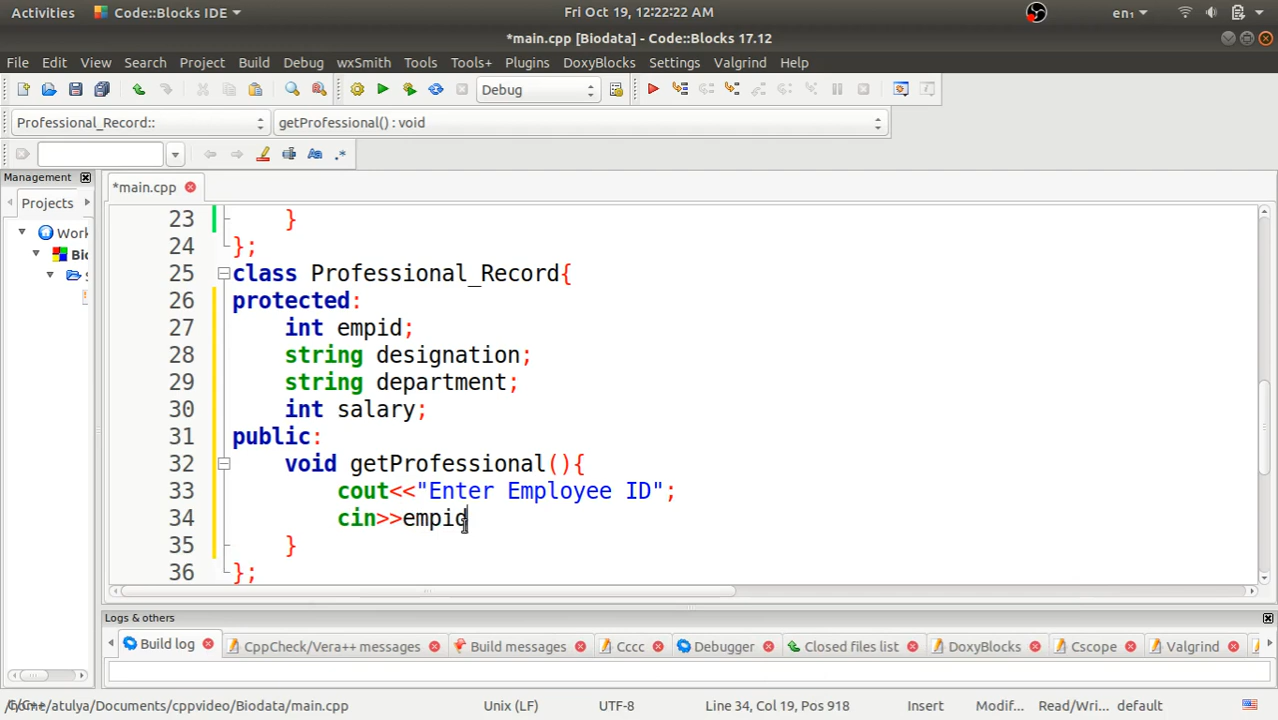 Activities Code::Blocks IDE Fri Oct 19, 12:22:22 AM en₁
*main.cpp [Biodata] - Code::Blocks 17.12
File Edit View Search Project Build Debug wxSmith Tools Tools+ Plugins DoxyBlocks Settings Valgrind Help
Debug
Professional_Record:: getProfessional() : void
Management
*main.cpp
Projects
Work
23 }
24 };
25 class Professional_Record{
26 protected:
27 int empid;
28 string designation;
29 string department;
30 int salary;
31 public:
32 void getProfessional(){
33 cout<<"Enter Employee ID";
34 cin>>empid
35 }
36 };
Logs & others
Build log CppCheck/Vera++ messages Build messages Cccc Debugger Closed files list DoxyBlocks Cscope Valgrind
/home/atulya/Documents/cppvideo/Biodata/main.cpp Unix (LF) UTF-8 Line 34, Col 19, Pos 918 Insert Modif... Read/Wri... default